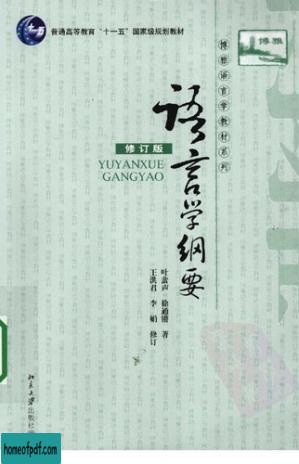 普通高等教育“十一五”国家级规划教材
博雅
博雅语言学教材系列
语言学纲要
修订版
YUYANXUE
GANGYAO
叶蜚声 徐通锵 著
王洪君 李娟 修订
北京大学出版社
homeofpdf.com